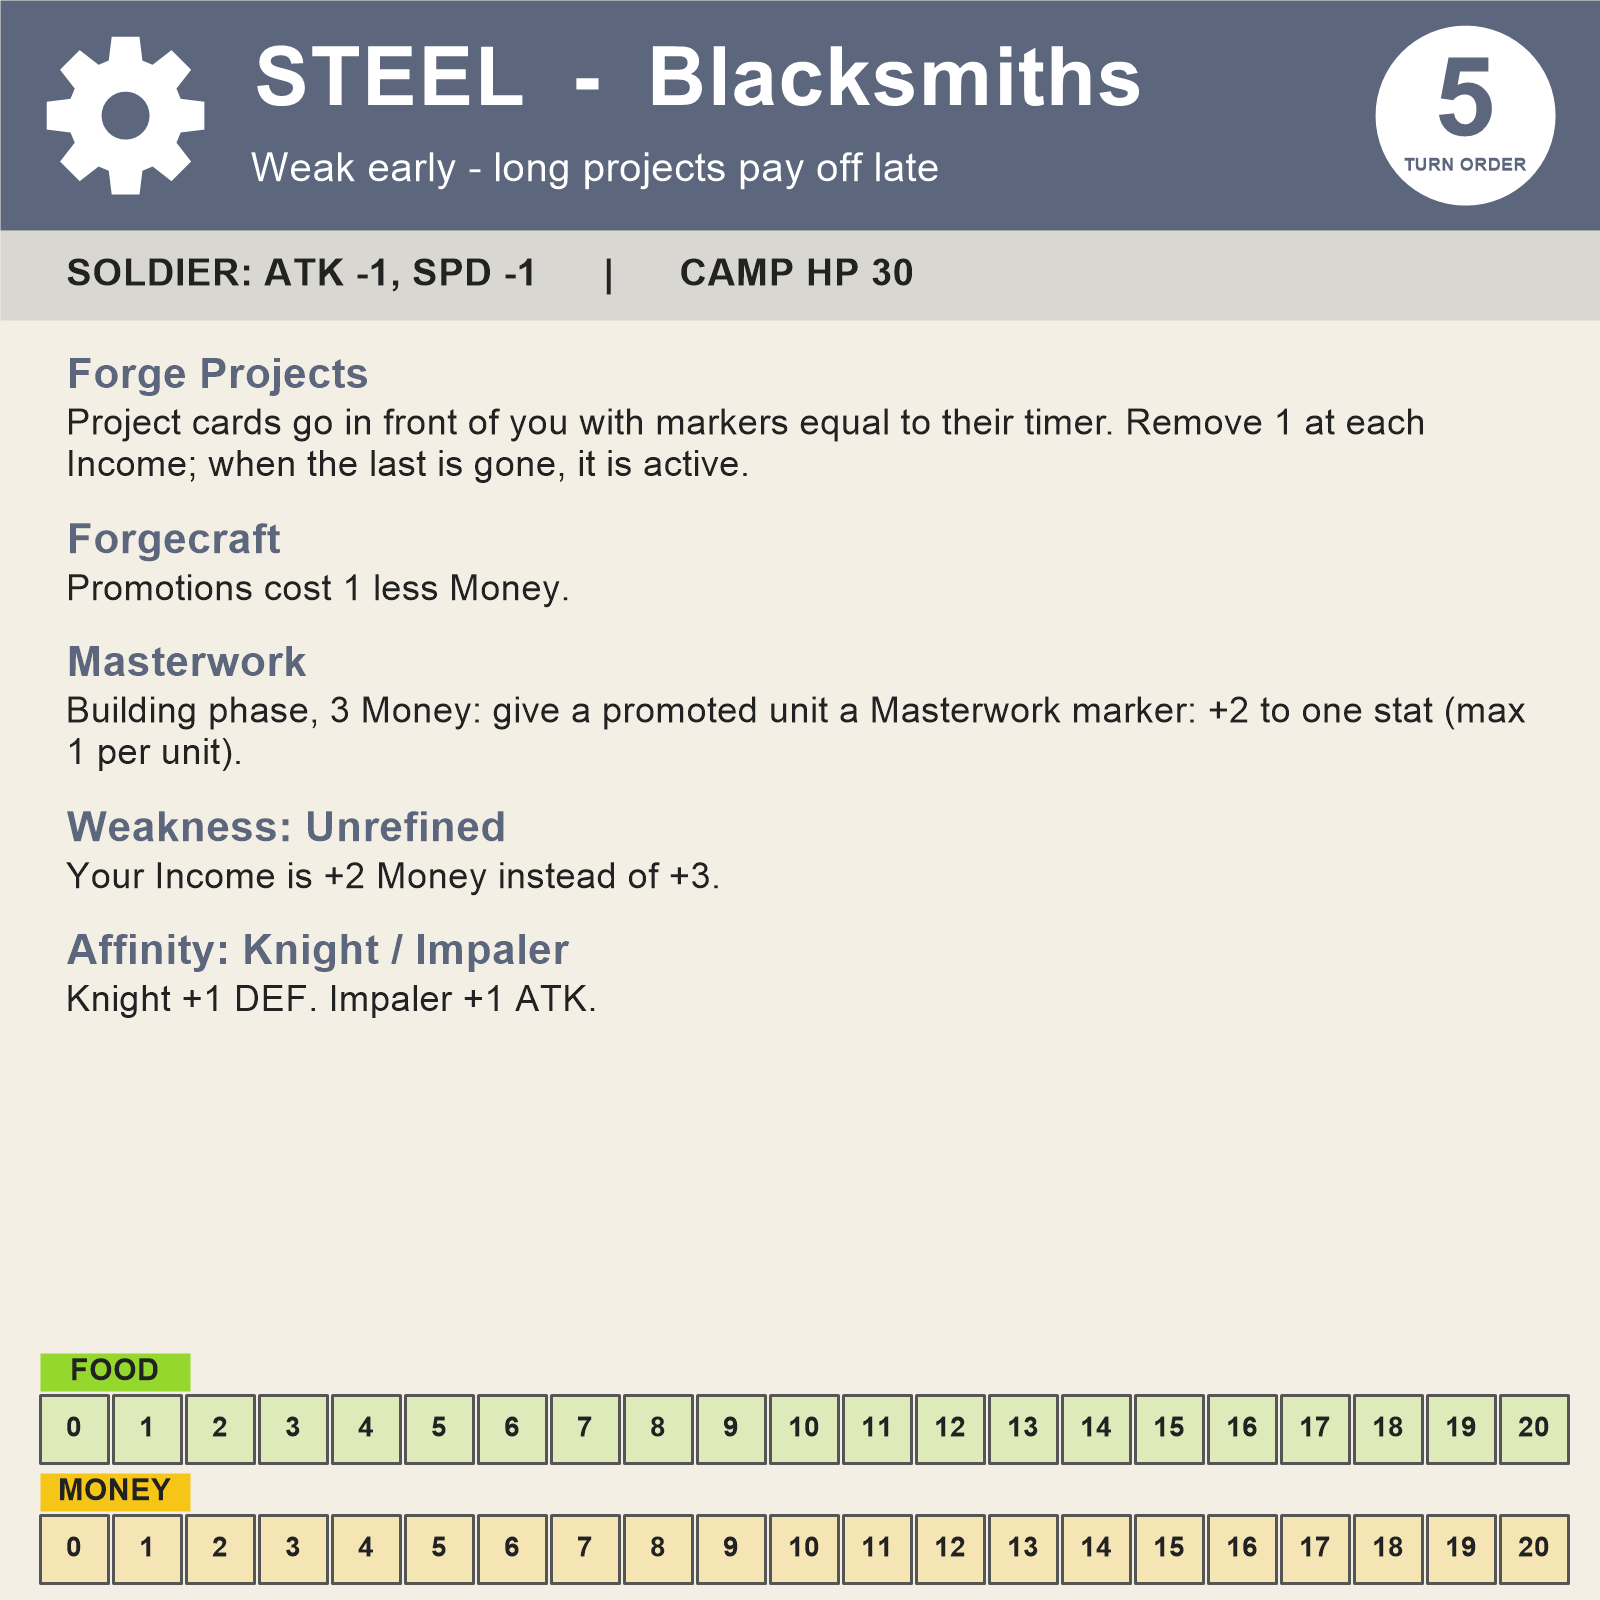 STEEL - Blacksmiths
Weak early - long projects pay off late
5
TURN ORDER
SOLDIER: ATK -1, SPD -1 | CAMP HP 30
Forge Projects
Project cards go in front of you with markers equal to their timer. Remove 1 at each
Income; when the last is gone, it is active.
Forgecraft
Promotions cost 1 less Money.
Masterwork
Building phase, 3 Money: give a promoted unit a Masterwork marker: +2 to one stat (max
1 per unit).
Weakness: Unrefined
Your Income is +2 Money instead of +3.
Affinity: Knight / Impaler
Knight +1 DEF. Impaler +1 ATK.
FOOD
0 1 2 3 4 5 6 7 8 9 10 11 12 13 14 15 16 17 18 19 20
MONEY
0 1 2 3 4 5 6 7 8 9 10 11 12 13 14 15 16 17 18 19 20